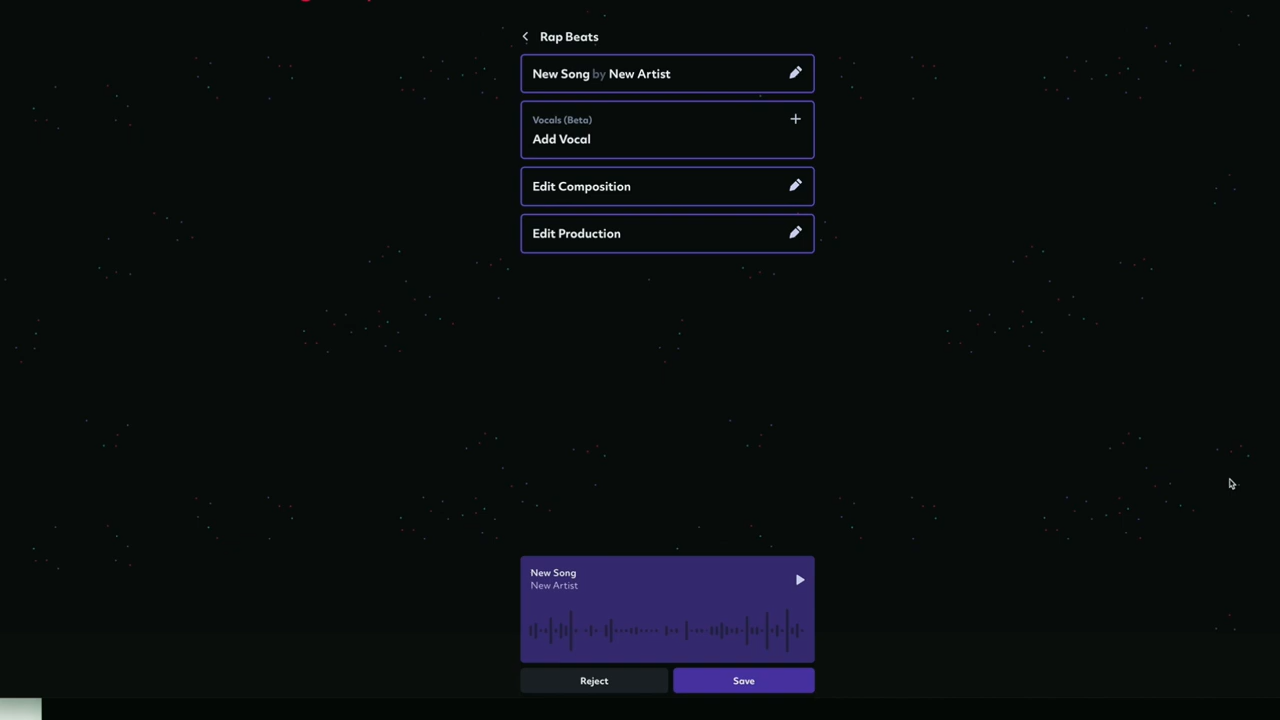 Rap Beats
New Song by New Artist
Vocals (Beta)
Add Vocal
Edit Composition
Edit Production
New Song
New Artist
Reject
Save